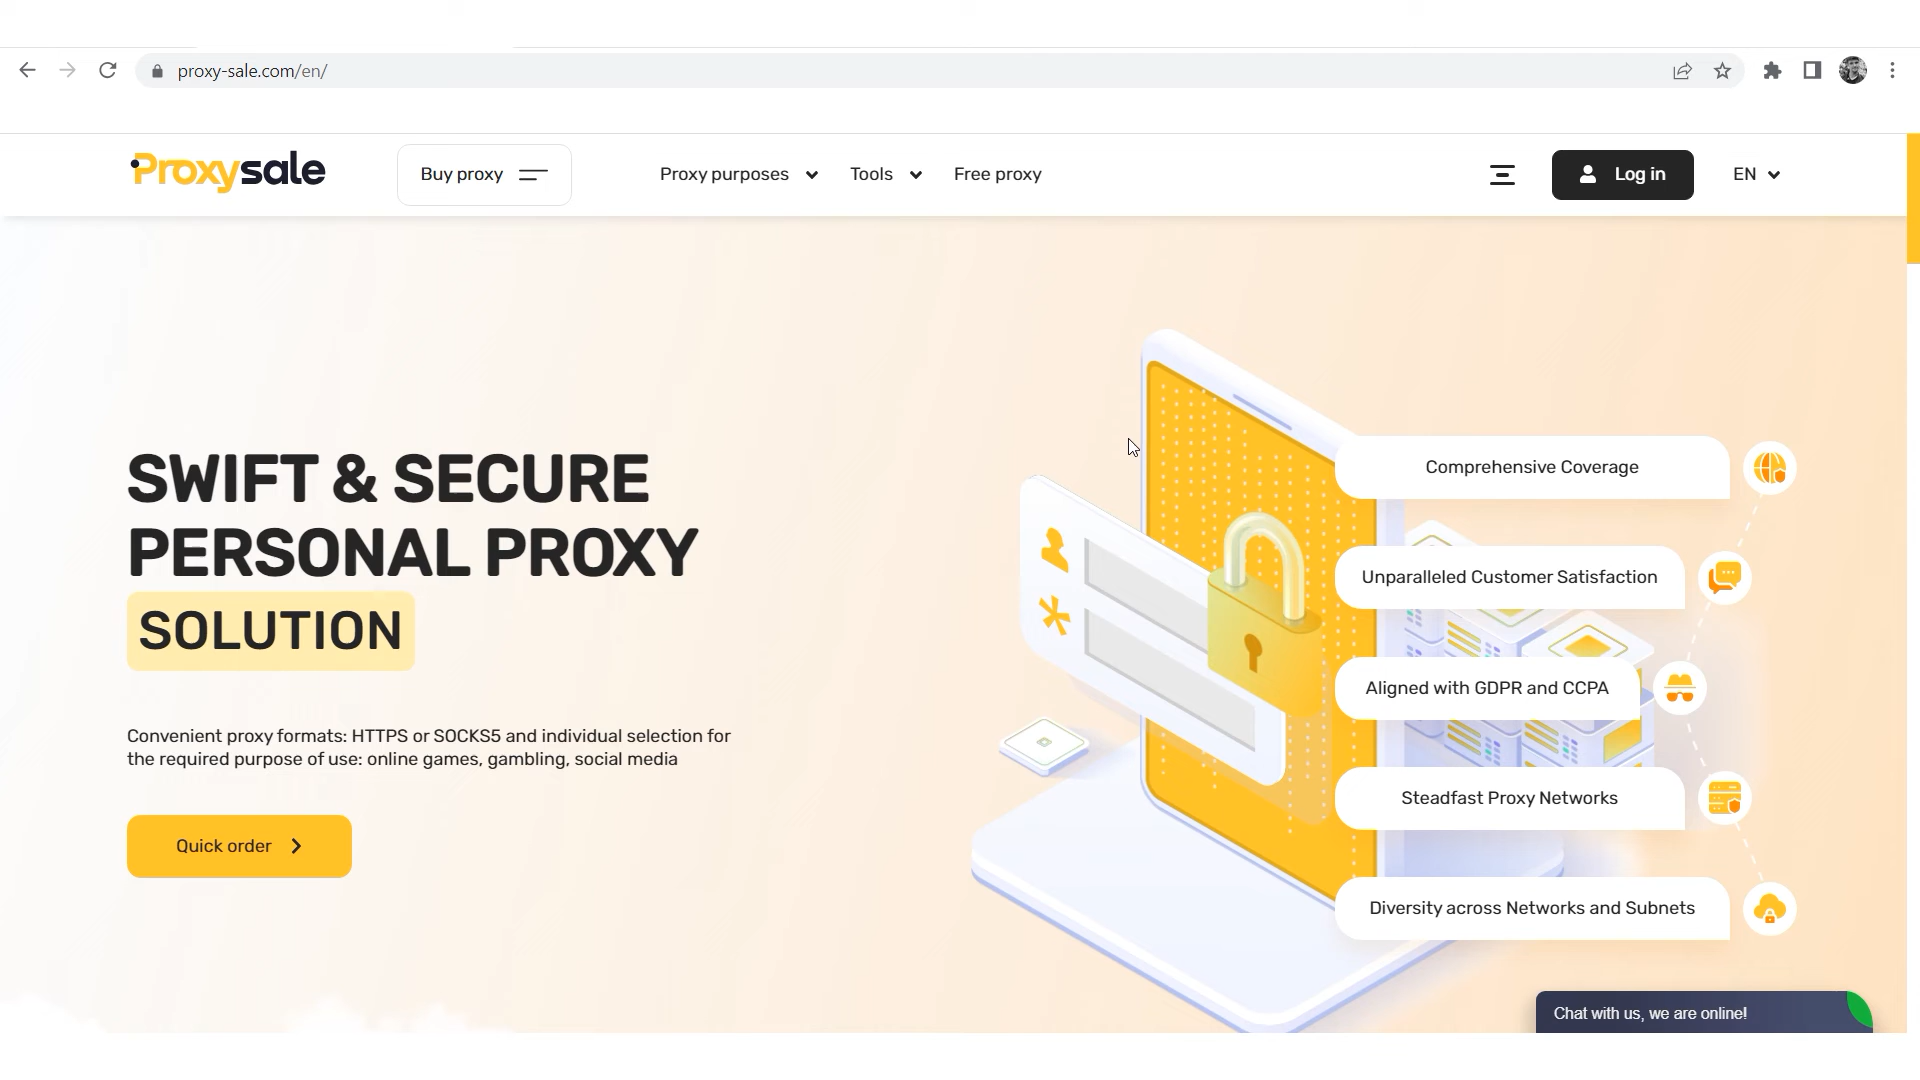 proxy-sale.com/en/
Proxysale
Buy proxy
Proxy purposes
Tools
Free proxy
Log in
EN
SWIFT & SECURE
PERSONAL PROXY
SOLUTION
Convenient proxy formats: HTTPS or SOCKS5 and individual selection for
the required purpose of use: online games, gambling, social media
Quick order
Comprehensive Coverage
Unparalleled Customer Satisfaction
Aligned with GDPR and CCPA
Steadfast Proxy Networks
Diversity across Networks and Subnets
Chat with us, we are online!